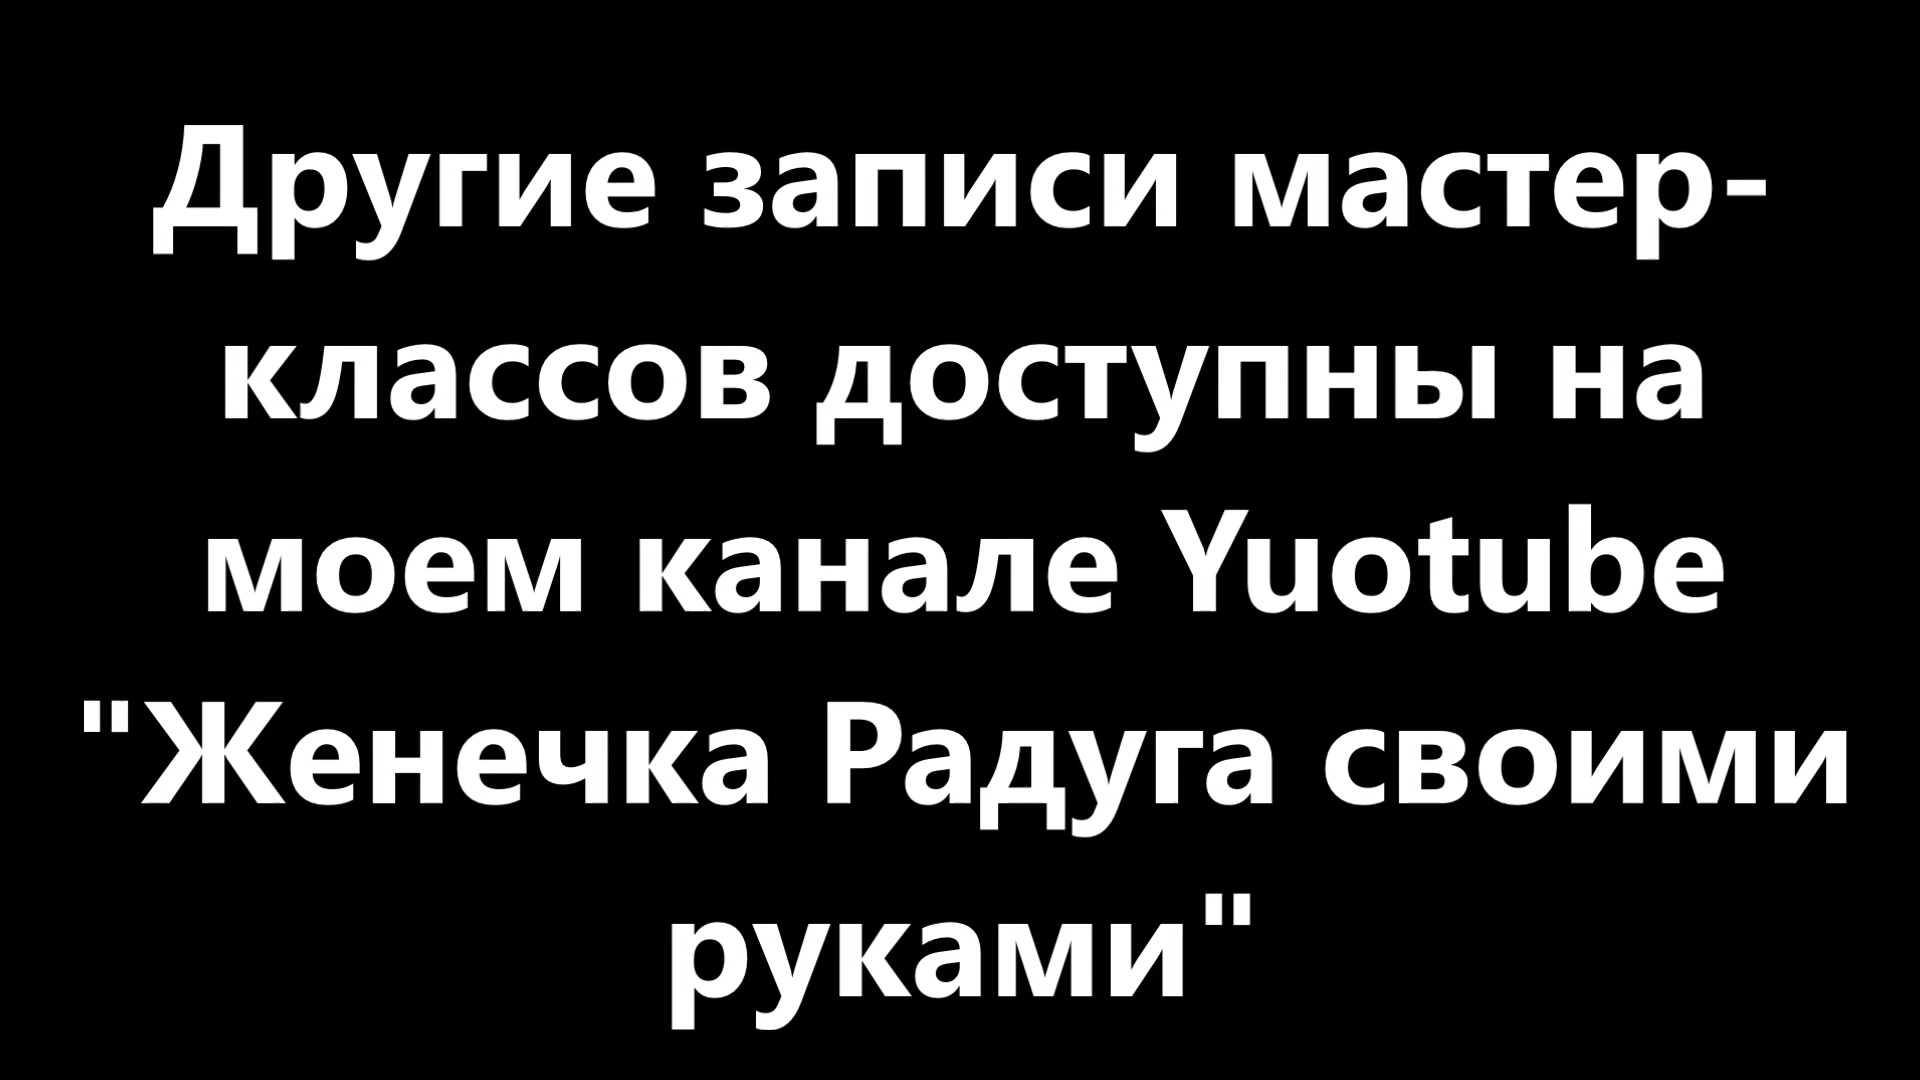 Другие записи мастер-
классов доступны на
моем канале Yuotube
"Женечка Радуга своими
руками"